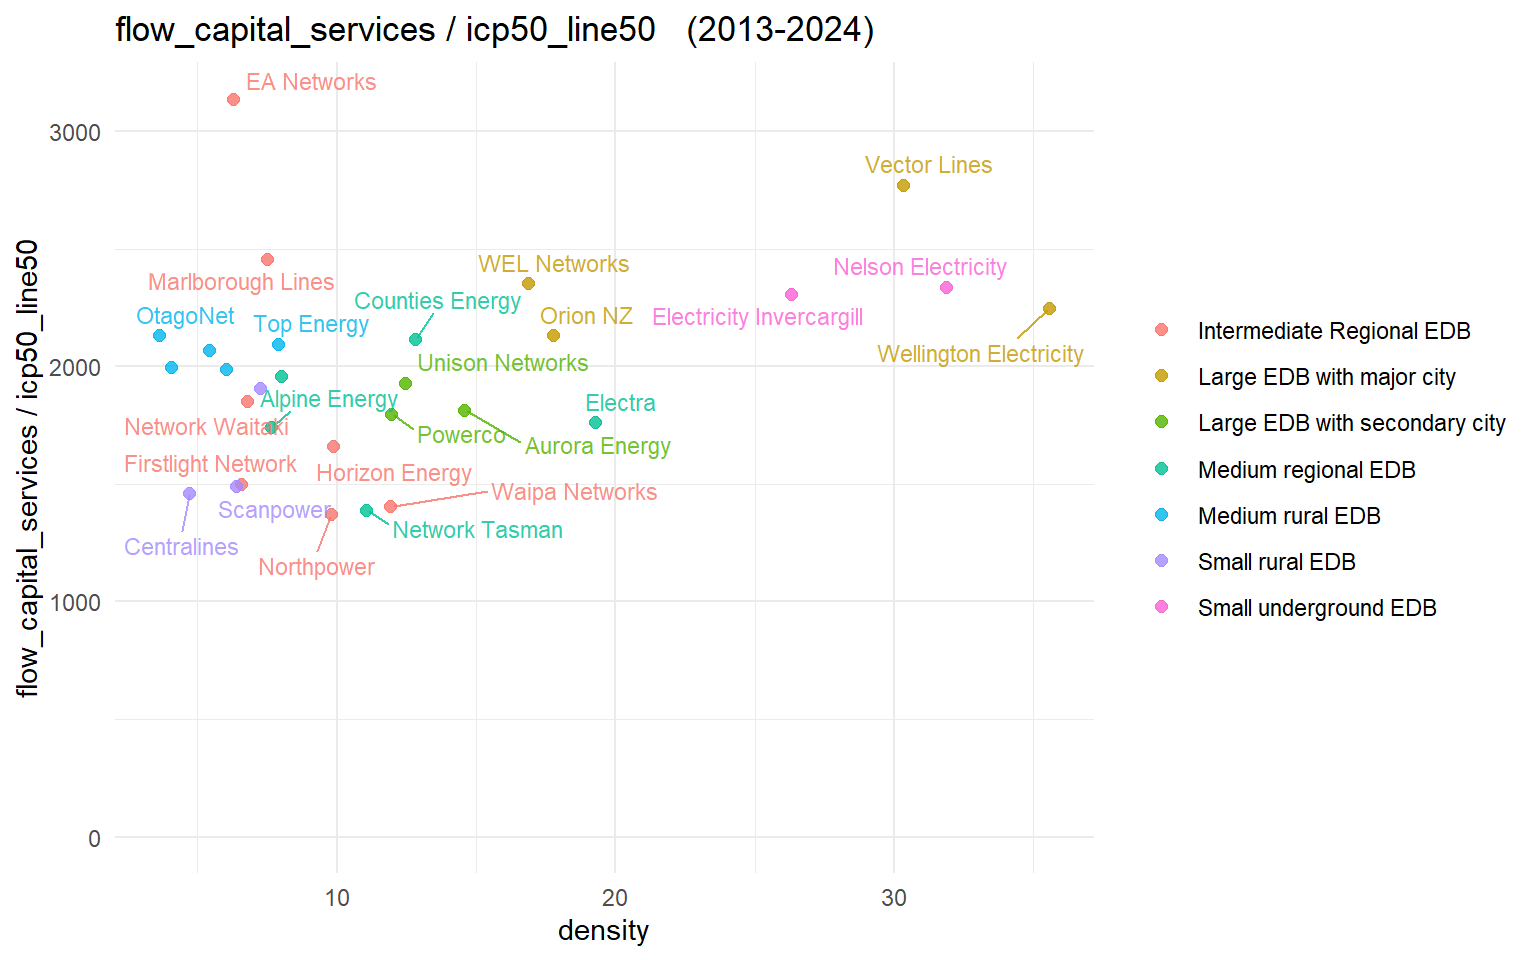 flow_capital_services / icp50_line50   (2013-2024)
EA Networks
3000
Vector Lines
WEL Networks
Nelson Electricity
Marlborough Lines
Counties Energy
OtagoNet
Top Energy
Orion NZ
Electricity Invercargill
Wellington Electricity
2000
Unison Networks
Alpine Energy
Electra
Network Waitaki
Powerco
Aurora Energy
Firstlight Network
Horizon Energy
Waipa Networks
Scanpower
Network Tasman
Centralines
Northpower
1000
0
10
20
30
density
flow_capital_services / icp50_line50
Intermediate Regional EDB
Large EDB with major city
Large EDB with secondary city
Medium regional EDB
Medium rural EDB
Small rural EDB
Small underground EDB